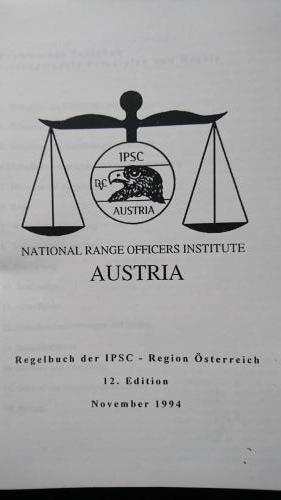 IPSC
DVC
AUSTRIA
NATIONAL RANGE OFFICERS INSTITUTE
AUSTRIA
Regelbuch der IPSC - Region Österreich
12. Edition
November 1994